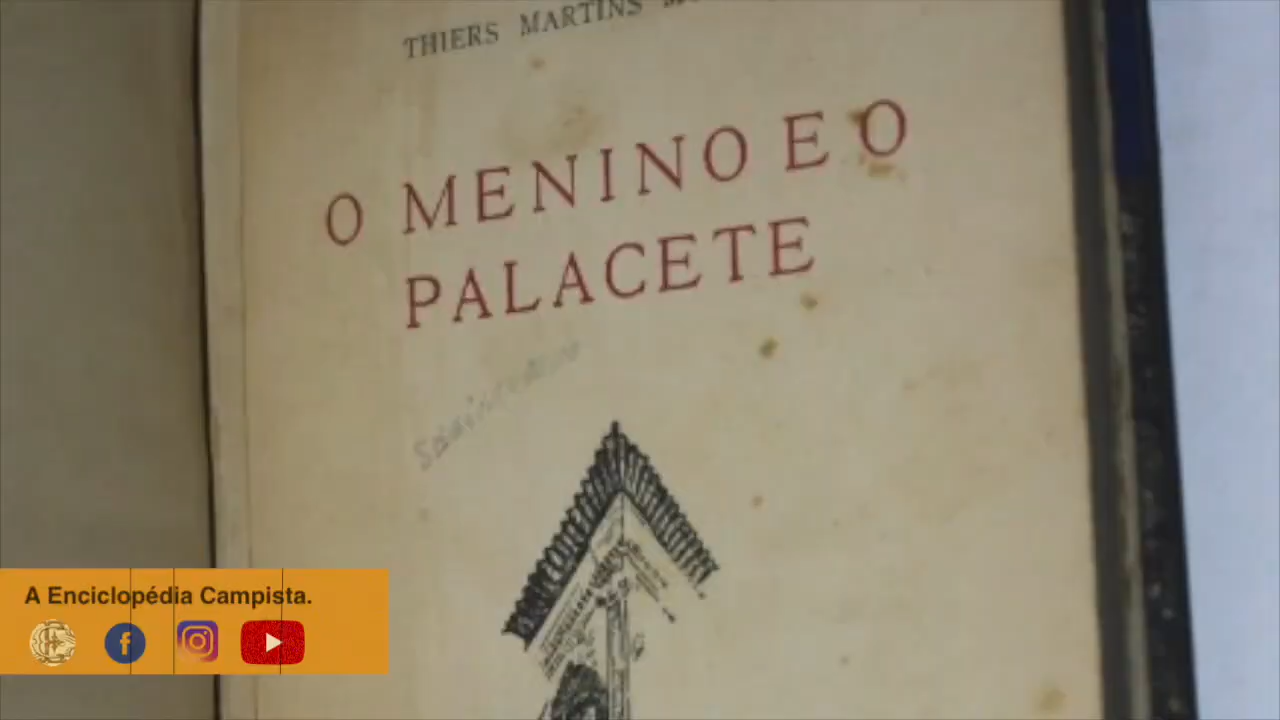 THIERS MARTINS
O MENINO E O
PALACETE
A Enciclopédia Campista.